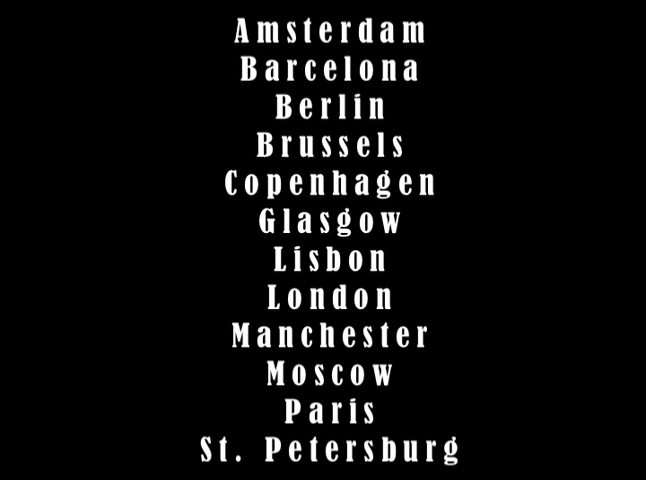 Amsterdam
Barcelona
Berlin
Brussels
Copenhagen
Glasgow
Lisbon
London
Manchester
Moscow
Paris
St. Petersburg